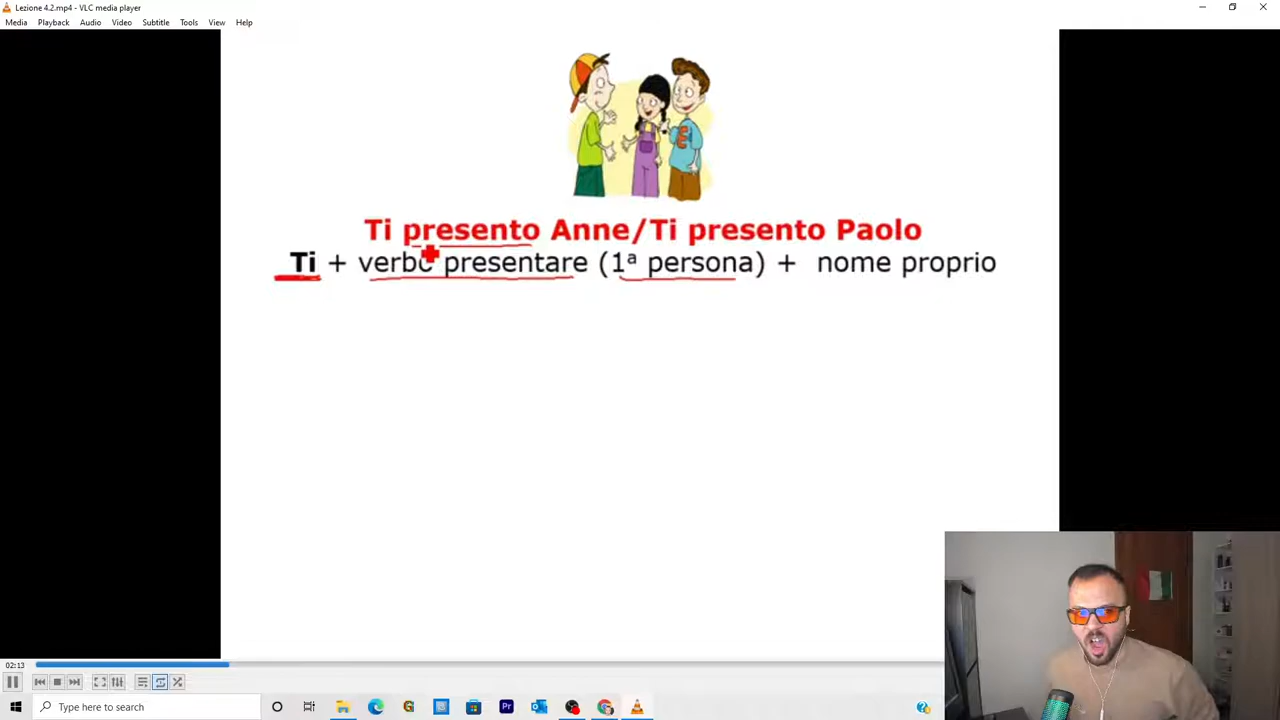 Lezione 4.2.mp4 - VLC media player
Media Playback Audio Video Subtitle Tools View Help
Ti presento Anne/Ti presento Paolo
Ti + verbo presentare (1ª persona) + nome proprio
02:13
Type here to search